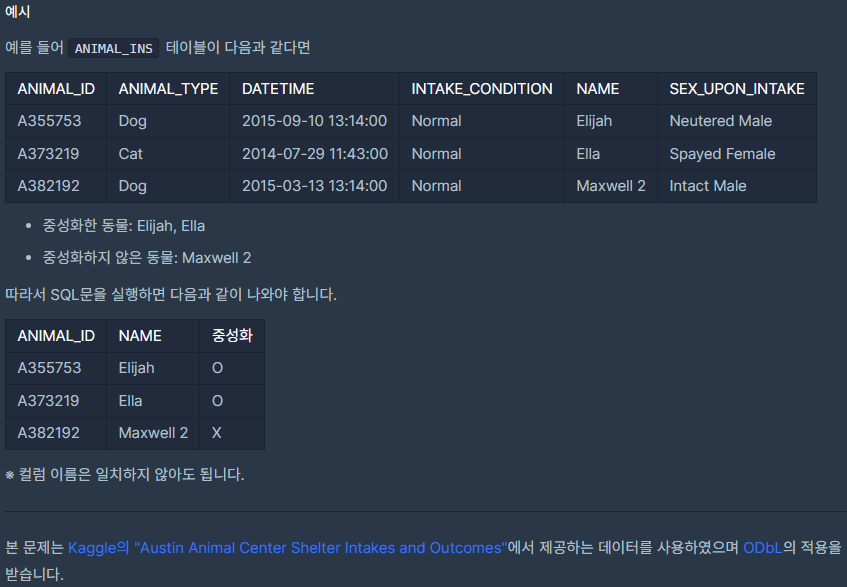 예시
예를 들어 ANIMAL_INS 테이블이 다음과 같다면
ANIMAL_ID ANIMAL_TYPE DATETIME INTAKE_CONDITION NAME SEX_UPON_INTAKE
A355753 Dog 2015-09-10 13:14:00 Normal Elijah Neutered Male
A373219 Cat 2014-07-29 11:43:00 Normal Ella Spayed Female
A382192 Dog 2015-03-13 13:14:00 Normal Maxwell 2 Intact Male
• 중성화한 동물: Elijah, Ella
• 중성화하지 않은 동물: Maxwell 2
따라서 SQL문을 실행하면 다음과 같이 나와야 합니다.
ANIMAL_ID NAME 중성화
A355753 Elijah O
A373219 Ella O
A382192 Maxwell 2 X
※ 컬럼 이름은 일치하지 않아도 됩니다.
본 문제는 Kaggle의 "Austin Animal Center Shelter Intakes and Outcomes"에서 제공하는 데이터를 사용하였으며 ODbL의 적용을
받습니다.